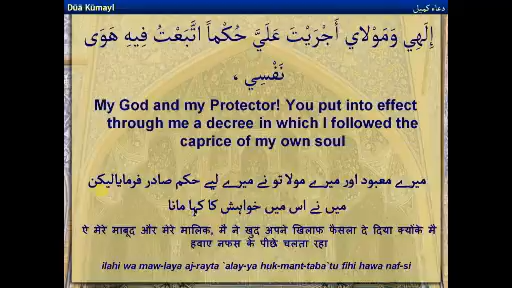 Düä Kümayl
دعاء كميل
إِلَهِي وَمَوْلَاي أَجْرَيْتَ عَلَيَّ حُكْماً اتَّبَعْتُ فِيهِ هَوَى
نَفْسِي ،
My God and my Protector! You put into effect
through me a decree in which I followed the
caprice of my own soul
میرے معبود اور میرے مولا تو نے میرے لیے حکم صادر فرمایالیکن
میں نے اس میں خواہش کا کہا مانا
ऐ मेरे माबूद और मेरे मालिक, मै ने खुद अपने खिलाफ फैसला दे दिया क्योंके मै
हवाए नफस के पीछे चलता रहा
ilahi wa maw-laya aj-rayta `alay-ya huk-mant-taba`tu fihi hawa naf-si